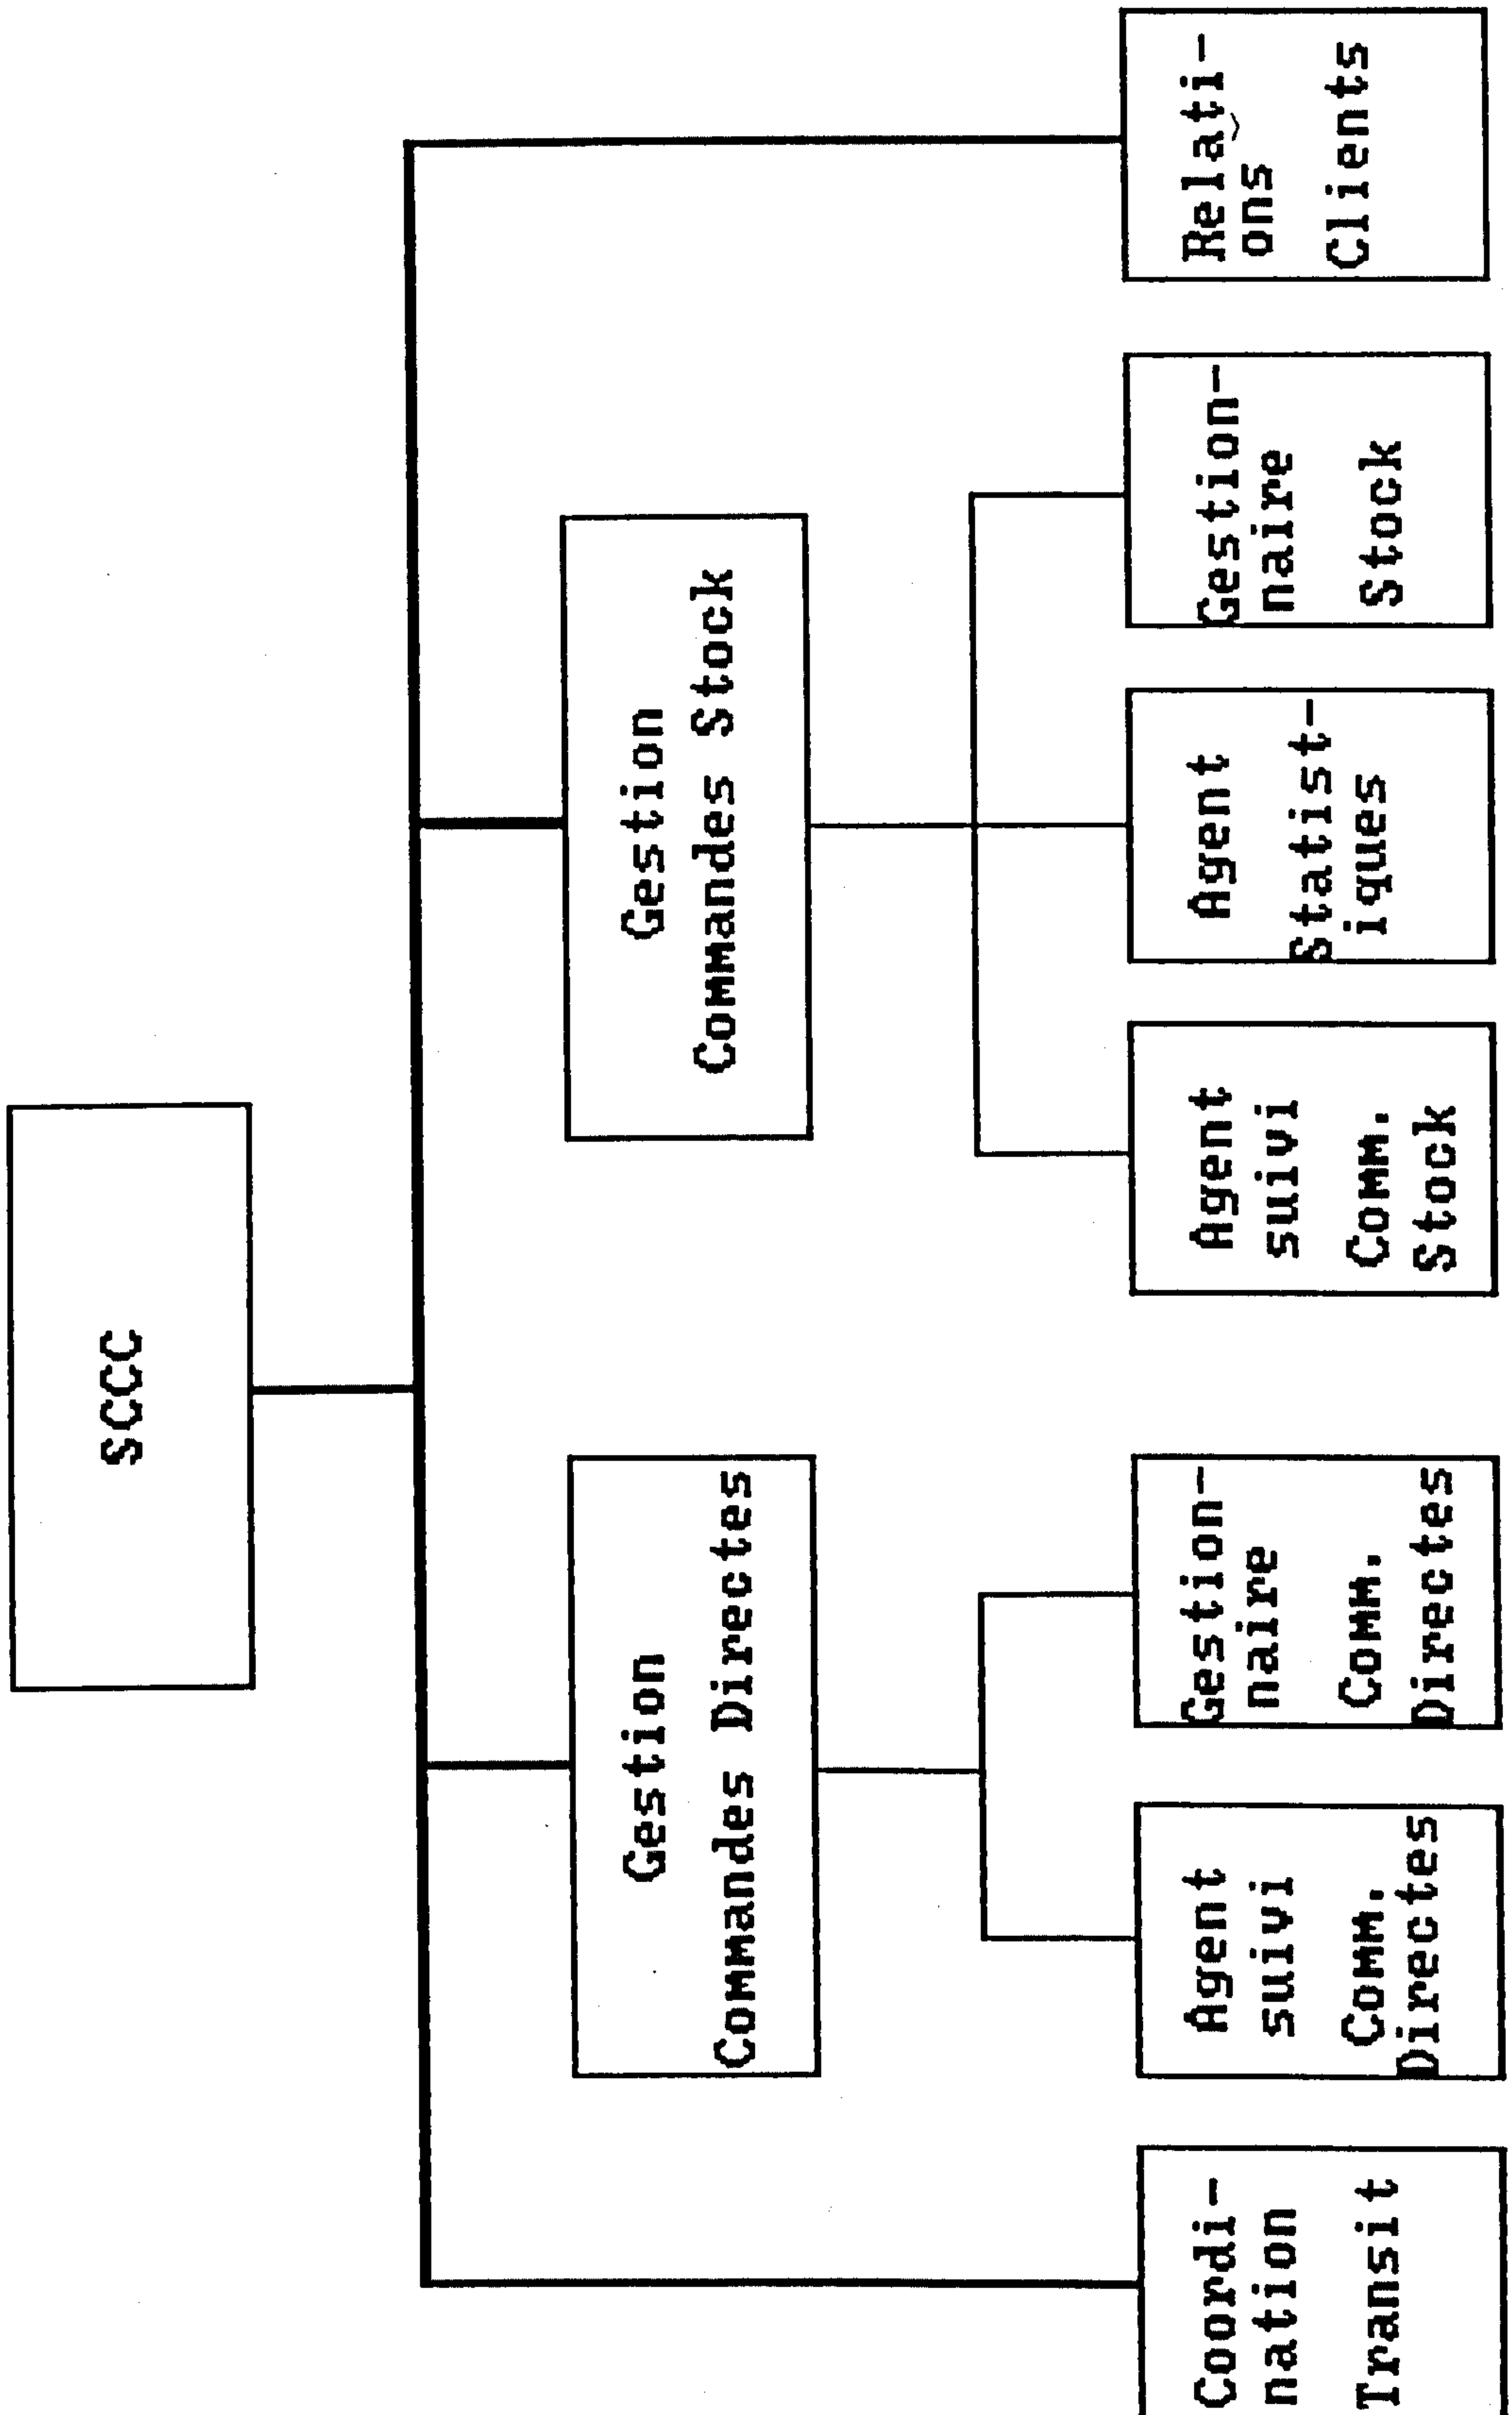 SCCC
Gestion
Commandes Directes
Gestion
Commandes Stock
Coordi-
nation
Transit
Agent
suivi
Comm.
Directes
Gestion-
naire
Comm.
Directes
Agent
suivi
Comm.
Stock
Agent
Statist-
iques
Gestion-
naire
Stock
Relati-
ons
Clients